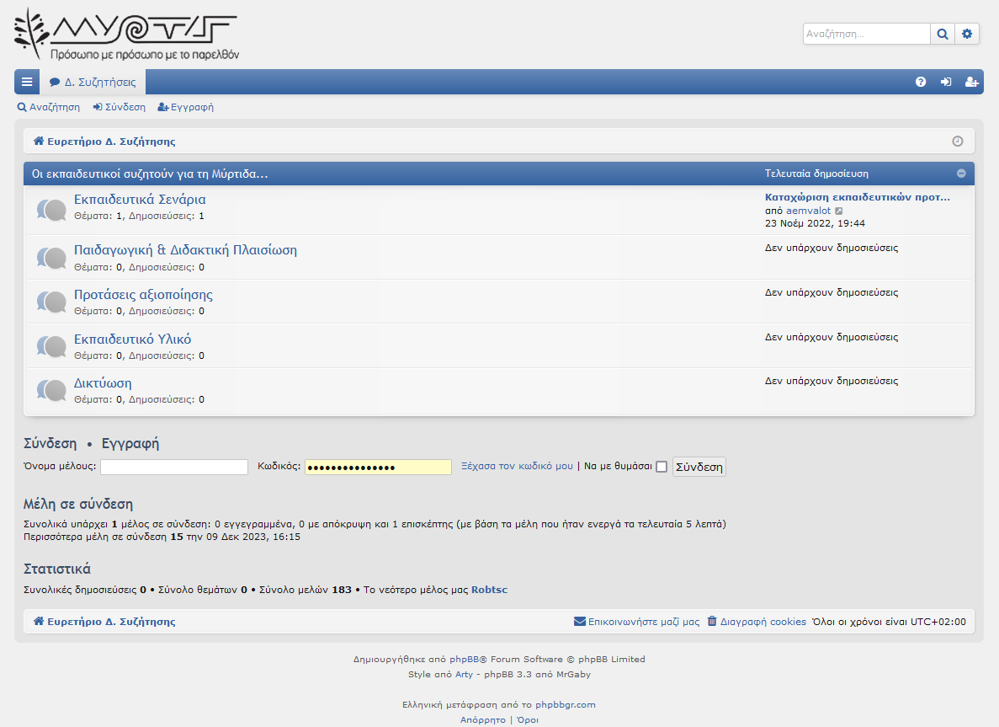 ΜΥΡΤΙΣ
Πρόσωπο με πρόσωπο με το παρελθόν
Αναζήτηση…
Δ. Συζητήσεις
Αναζήτηση Σύνδεση Εγγραφή
Ευρετήριο Δ. Συζήτησης
Οι εκπαιδευτικοί συζητούν για τη Μύρτιδα... Τελευταία δημοσίευση
Εκπαιδευτικά Σενάρια
Θέματα: 1, Δημοσιεύσεις: 1
Καταχώριση εκπαιδευτικών προτ…
από aemvalot
23 Νοέμ 2022, 19:44
Παιδαγωγική & Διδακτική Πλαισίωση
Θέματα: 0, Δημοσιεύσεις: 0
Δεν υπάρχουν δημοσιεύσεις
Προτάσεις αξιοποίησης
Θέματα: 0, Δημοσιεύσεις: 0
Δεν υπάρχουν δημοσιεύσεις
Εκπαιδευτικό Υλικό
Θέματα: 0, Δημοσιεύσεις: 0
Δεν υπάρχουν δημοσιεύσεις
Δικτύωση
Θέματα: 0, Δημοσιεύσεις: 0
Δεν υπάρχουν δημοσιεύσεις
Σύνδεση • Εγγραφή
Όνομα μέλους: Κωδικός: ••••••••••••••• Ξέχασα τον κωδικό μου | Να με θυμάσαι Σύνδεση
Μέλη σε σύνδεση
Συνολικά υπάρχει 1 μέλος σε σύνδεση: 0 εγγεγραμμένα, 0 με απόκρυψη και 1 επισκέπτης (με βάση τα μέλη που ήταν ενεργά τα τελευταία 5 λεπτά)
Περισσότερα μέλη σε σύνδεση 15 την 09 Δεκ 2023, 16:15
Στατιστικά
Συνολικές δημοσιεύσεις 0 • Σύνολο θεμάτων 0 • Σύνολο μελών 183 • Το νεότερο μέλος μας Robtsc
Ευρετήριο Δ. Συζήτησης Επικοινωνήστε μαζί μας Διαγραφή cookies Όλοι οι χρόνοι είναι UTC+02:00
Δημιουργήθηκε από phpBB® Forum Software © phpBB Limited
Style από Arty - phpBB 3.3 από MrGaby
Ελληνική μετάφραση από το phpbbgr.com
Απόρρητο | Όροι